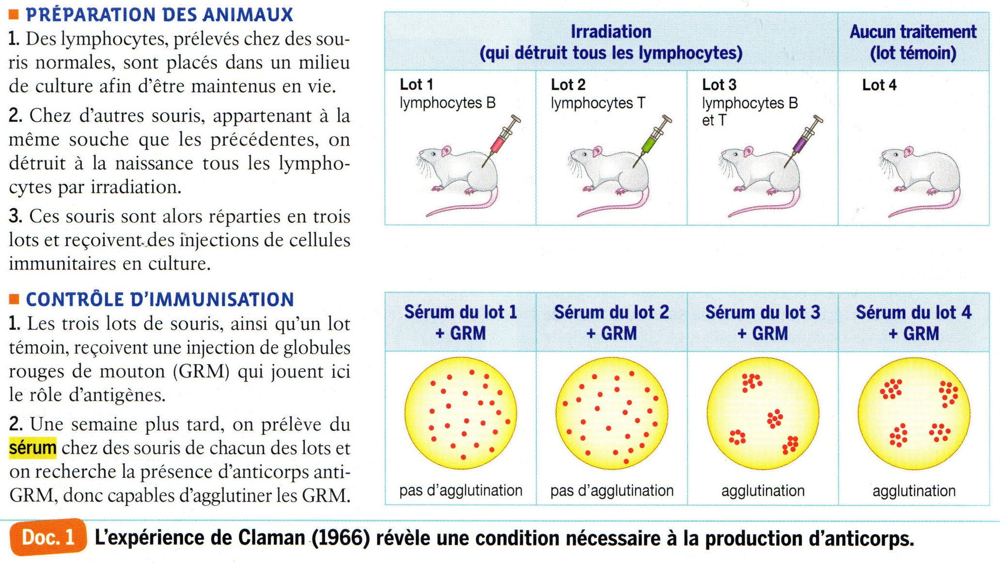 PRÉPARATION DES ANIMAUX
1. Des lymphocytes, prélevés chez des sou-
ris normales, sont placés dans un milieu
de culture afin d'être maintenus en vie.
2. Chez d'autres souris, appartenant à la
même souche que les précédentes, on
détruit à la naissance tous les lympho-
cytes par irradiation.
3. Ces souris sont alors réparties en trois
lots et reçoivent des injections de cellules
immunitaires en culture.
Irradiation
(qui détruit tous les lymphocytes)
Aucun traitement
(lot témoin)
Lot 1
lymphocytes B
Lot 2
lymphocytes T
Lot 3
lymphocytes B
et T
Lot 4
CONTRÔLE D'IMMUNISATION
1. Les trois lots de souris, ainsi qu'un lot
témoin, reçoivent une injection de globules
rouges de mouton (GRM) qui jouent ici
le rôle d'antigènes.
2. Une semaine plus tard, on prélève du
sérum chez des souris de chacun des lots et
on recherche la présence d'anticorps anti-
GRM, donc capables d'agglutiner les GRM.
Sérum du lot 1
+ GRM
Sérum du lot 2
+ GRM
Sérum du lot 3
+ GRM
Sérum du lot 4
+ GRM
pas d'agglutination
pas d'agglutination
agglutination
agglutination
Doc. 1 L'expérience de Claman (1966) révèle une condition nécessaire à la production d'anticorps.